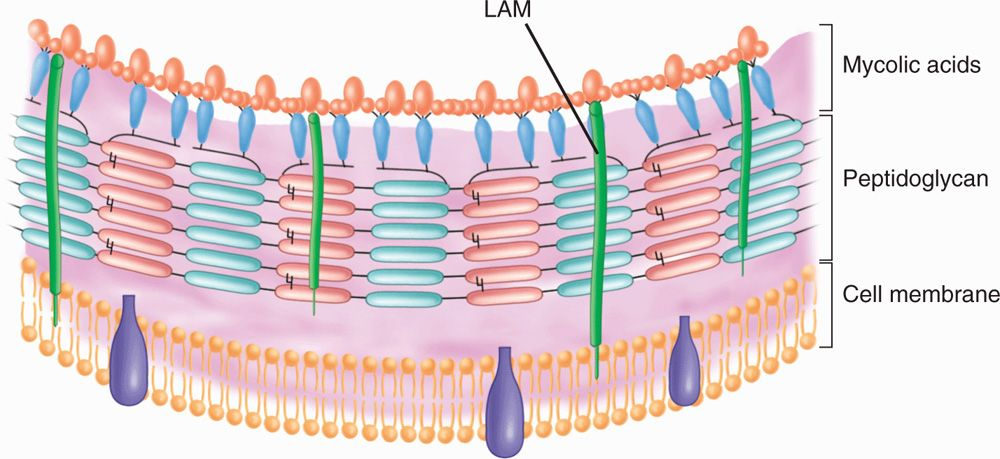 LAM
Mycolic acids
Peptidoglycan
Cell membrane